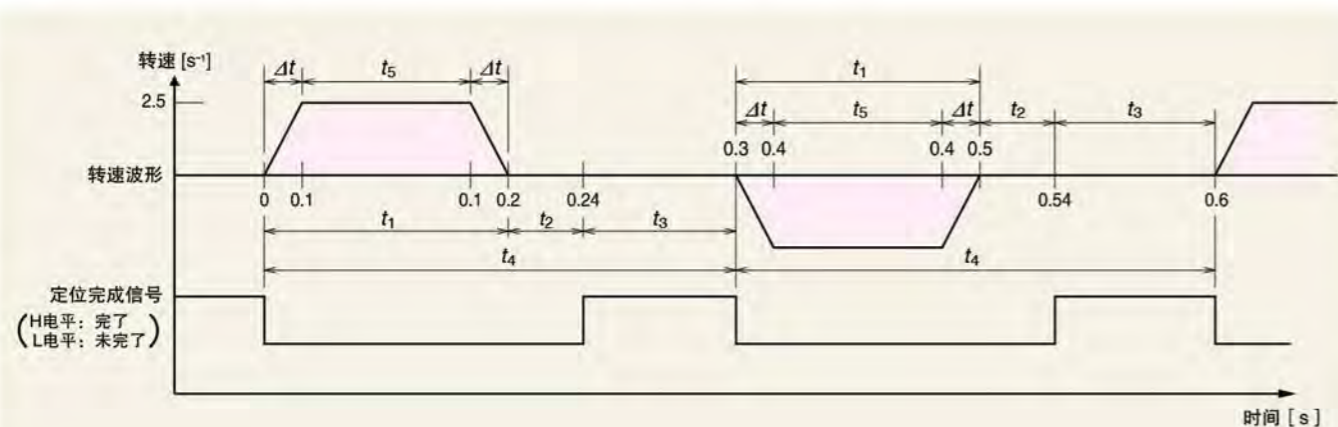 转速 [s⁻¹]
Δt
t5
Δt
t1
2.5
Δt
t5
Δt
t2
t3
0.3
0.4
0.4
0.5
转速波形
0
0.1
0.1
0.2
0.24
0.54
0.6
t1
t2
t3
t4
t4
定位完成信号
(H电平：完了
L电平：未完了)
时间 [ s ]